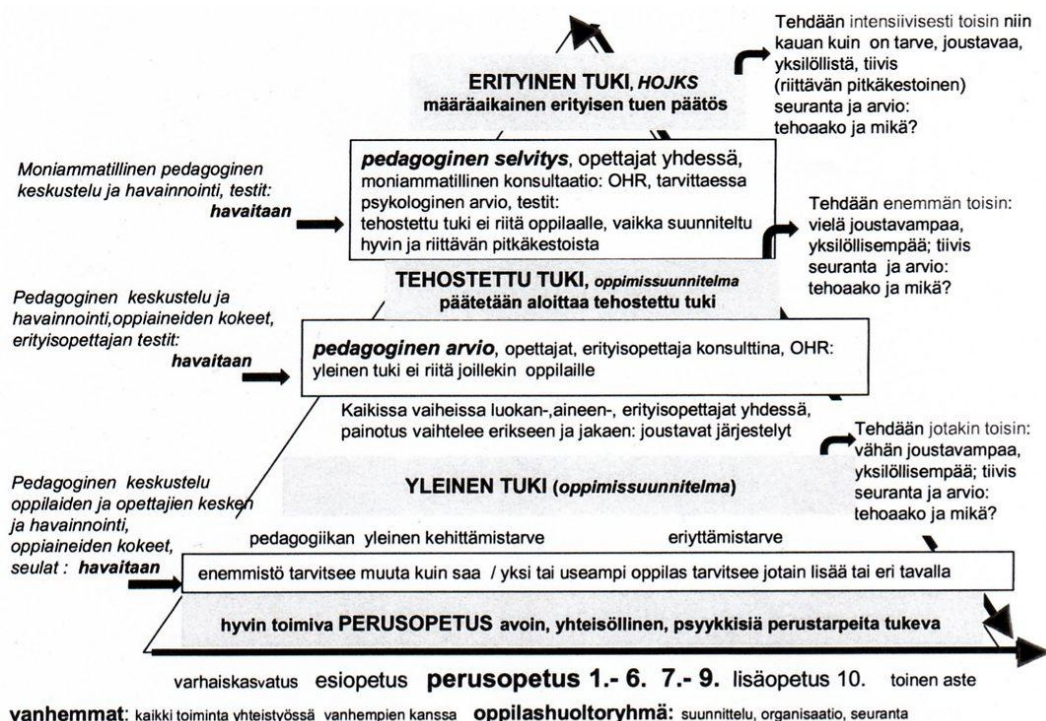 Tehdään intensiivisesti toisin niin
kauan kuin on tarve, joustavaa,
yksilöllistä, tiivis
(riittävän pitkäkestoinen)
seuranta ja arvio:
tehoaako ja mikä?
ERITYINEN TUKI, HOJKS
määräaikainen erityisen tuen päätös
Moniammatillinen pedagoginen
keskustelu ja havainnointi, testit:
havaitaan
pedagoginen selvitys, opettajat yhdessä,
moniammatillinen konsultaatio: OHR, tarvittaessa
psykologinen arvio, testit:
tehostettu tuki ei riitä oppilaalle, vaikka suunniteltu
hyvin ja riittävän pitkäkestoista
Tehdään enemmän toisin:
vielä joustavampaa,
yksilöllisempää; tiivis
seuranta ja arvio:
tehoaako ja mikä?
TEHOSTETTU TUKI, oppimissuunnitelma
päätetään aloittaa tehostettu tuki
Pedagoginen keskustelu ja
havainnointi,oppiaineiden kokeet,
erityisopettajan testit:
havaitaan
pedagoginen arvio, opettajat, erityisopettaja konsulttina, OHR:
yleinen tuki ei riitä joillekin oppilaille
Kaikissa vaiheissa luokan-,aineen-, erityisopettajat yhdessä,
painotus vaihtelee erikseen ja jakaen: joustavat järjestelyt
Tehdään jotakin toisin:
vähän joustavampaa,
yksilöllisempää; tiivis
seuranta ja arvio:
tehoaako ja mikä?
YLEINEN TUKI (oppimissuunnitelma)
Pedagoginen keskustelu
oppilaiden ja opettajien kesken
ja havainnointi,
oppiaineiden kokeet,
seulat : havaitaan
pedagogiikan yleinen kehittämistarve eriyttämistarve
enemmistö tarvitsee muuta kuin saa / yksi tai useampi oppilas tarvitsee jotain lisää tai eri tavalla
hyvin toimiva PERUSOPETUS avoin, yhteisöllinen, psyykkisiä perustarpeita tukeva
varhaiskasvatus esiopetus perusopetus 1.- 6. 7.- 9. lisäopetus 10. toinen aste
vanhemmat: kaikki toiminta yhteistyössä vanhempien kanssa oppilashuoltoryhmä: suunnittelu, organisaatio, seuranta